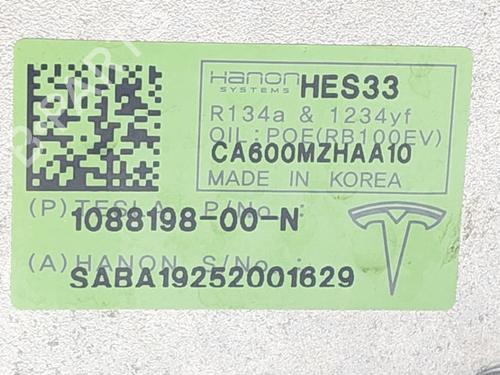 Hanon SYSTEMS HES33
R134a & 1234yf
OIL:POE(RB100EV)
CA600MZHAA10
MADE IN KOREA
(P) TESLA P/No :
1088198-00-N
(A) HANON S/No :
SABA19252001629
B-PARTS